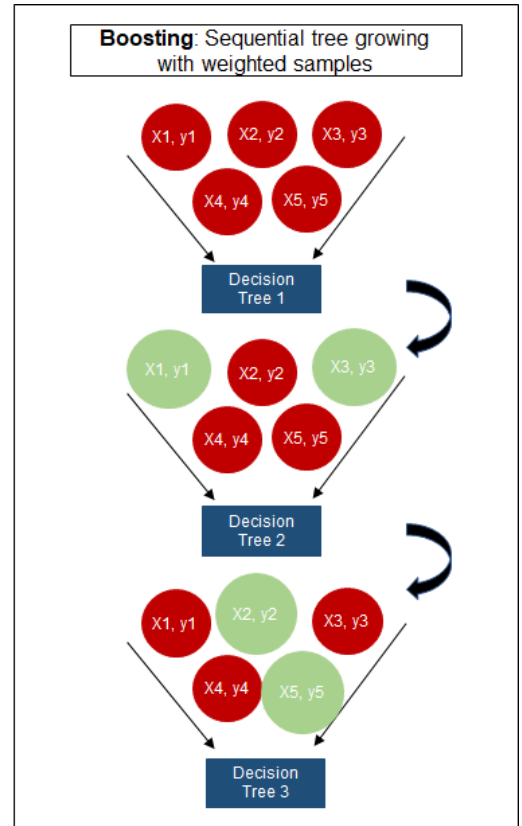 Boosting: Sequential tree growing
with weighted samples
X1, y1
X2, y2
X3, y3
X4, y4
X5, y5
Decision
Tree 1
X1, y1
X2, y2
X3, y3
X4, y4
X5, y5
Decision
Tree 2
X1, y1
X2, y2
X3, y3
X4, y4
X5, y5
Decision
Tree 3